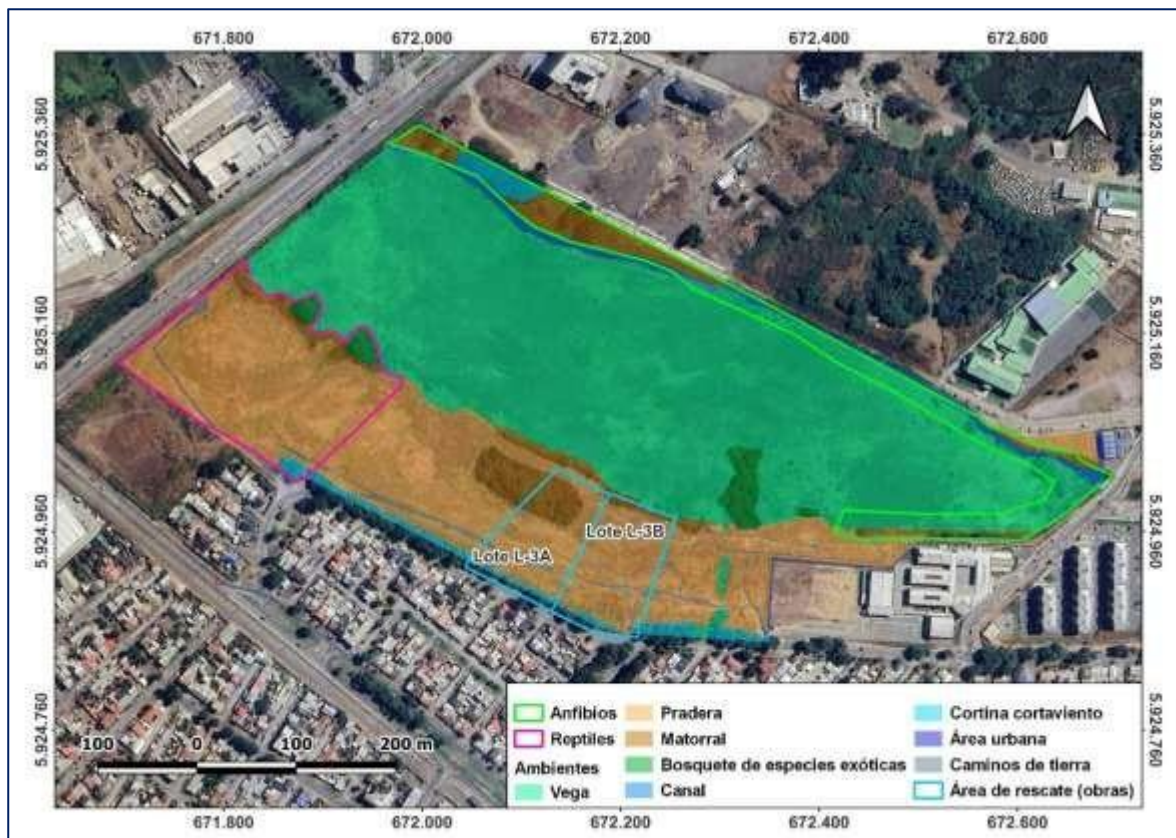 671.800 672.000 672.200 672.400 672.600
5.925.360 5.925.360
5.925.160 5.925.160
5.924.960 5.924.960
Lote L-3B
Lote L-3A
5.924.760 5.924.760
100 0 100 200 m
Anfibios Pradera Cortina cortaviento
Reptiles Matorral Área urbana
Ambientes Bosquete de especies exóticas Caminos de tierra
Vega Canal Área de rescate (obras)
671.800 672.000 672.200 672.400 672.600